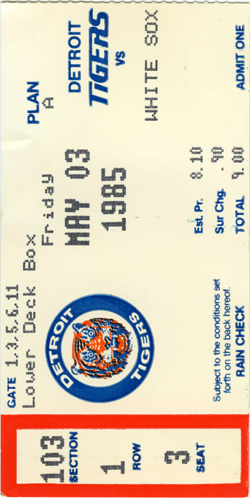 PLAN
A
DETROIT
TIGERS
VS
WHITE SOX
GATE 1,3,5,6,11
Lower Deck Box
Friday
MAY 03
1985
Est. Pr. 8.10
Sur Chg. .90
TOTAL 9.00
ADMIT ONE
DETROIT TIGERS
Subject to the conditions set
forth on the back hereof.
RAIN CHECK
103
SECTION
1
ROW
3
SEAT